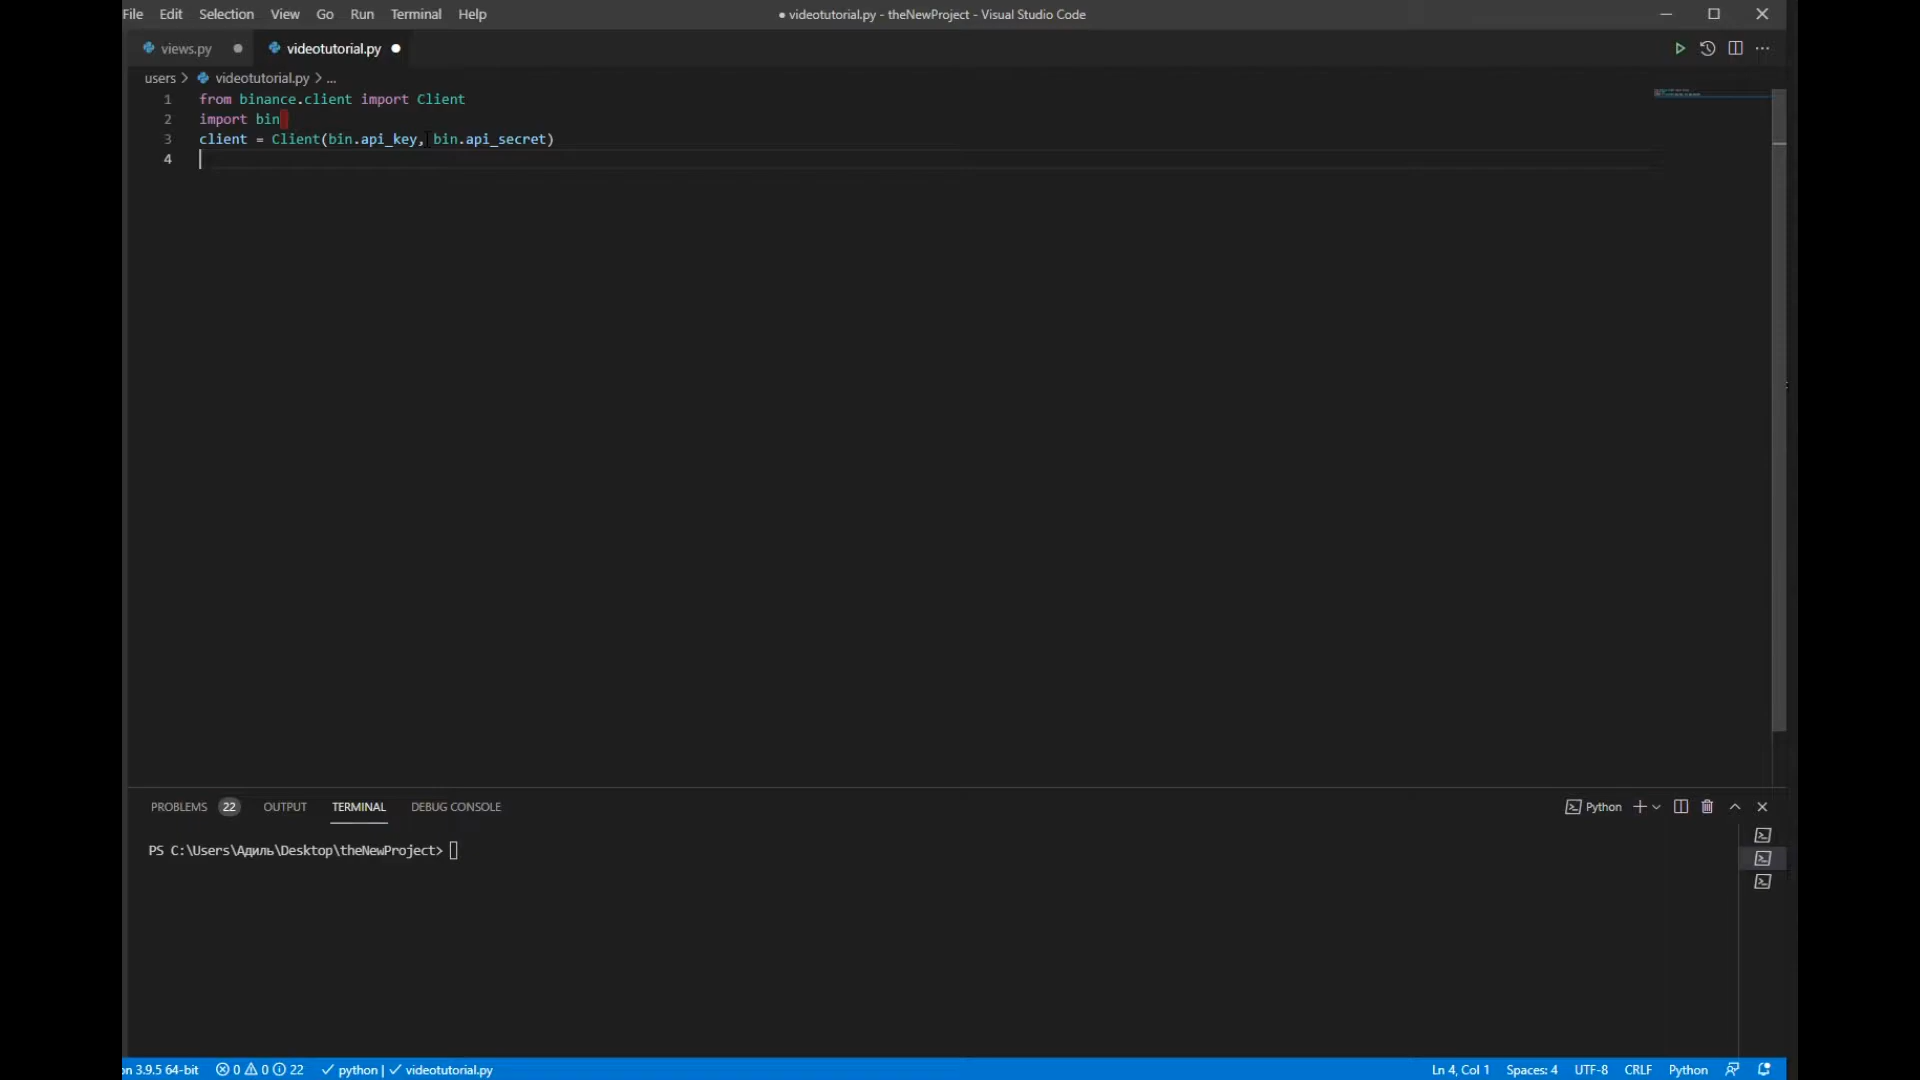 File Edit Selection View Go Run Terminal Help
● videotutorial.py - theNewProject - Visual Studio Code
views.py
videotutorial.py
users > videotutorial.py > ...
1 from binance.client import Client
2 import bin
3 client = Client(bin.api_key, bin.api_secret)
4
PROBLEMS 22 OUTPUT TERMINAL DEBUG CONSOLE
Python
PS C:\Users\Адиль\Desktop\theNewProject>
on 3.9.5 64-bit 0 0 22 ✓ python | ✓ videotutorial.py
Ln 4, Col 1 Spaces: 4 UTF-8 CRLF Python